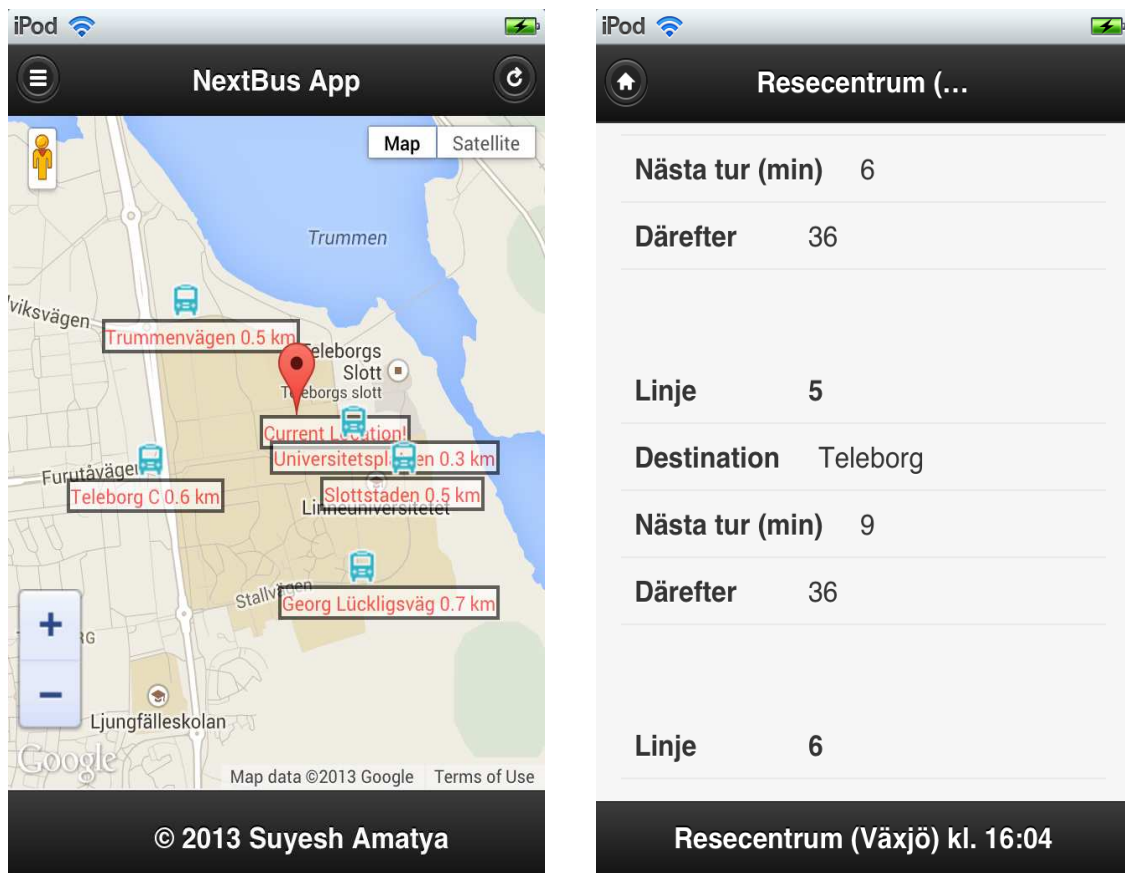 iPod
NextBus App
Map Satellite
Trummen
viksvägen
Trummenvägen 0.5 km
Teleborgs
Slott
Teleborgs slott
Current Location!
Universitetsplatsen 0.3 km
Furutåvägen
Teleborg C 0.6 km
Slottstaden 0.5 km
Linneuniversitetet
Stallvägen
Georg Lückligsväg 0.7 km
+
RG
−
Ljungfälleskolan
Google
Map data ©2013 Google Terms of Use
© 2013 Suyesh Amatya
iPod
Resecentrum (…
Nästa tur (min) 6
Därefter 36
Linje 5
Destination Teleborg
Nästa tur (min) 9
Därefter 36
Linje 6
Resecentrum (Växjö) kl. 16:04